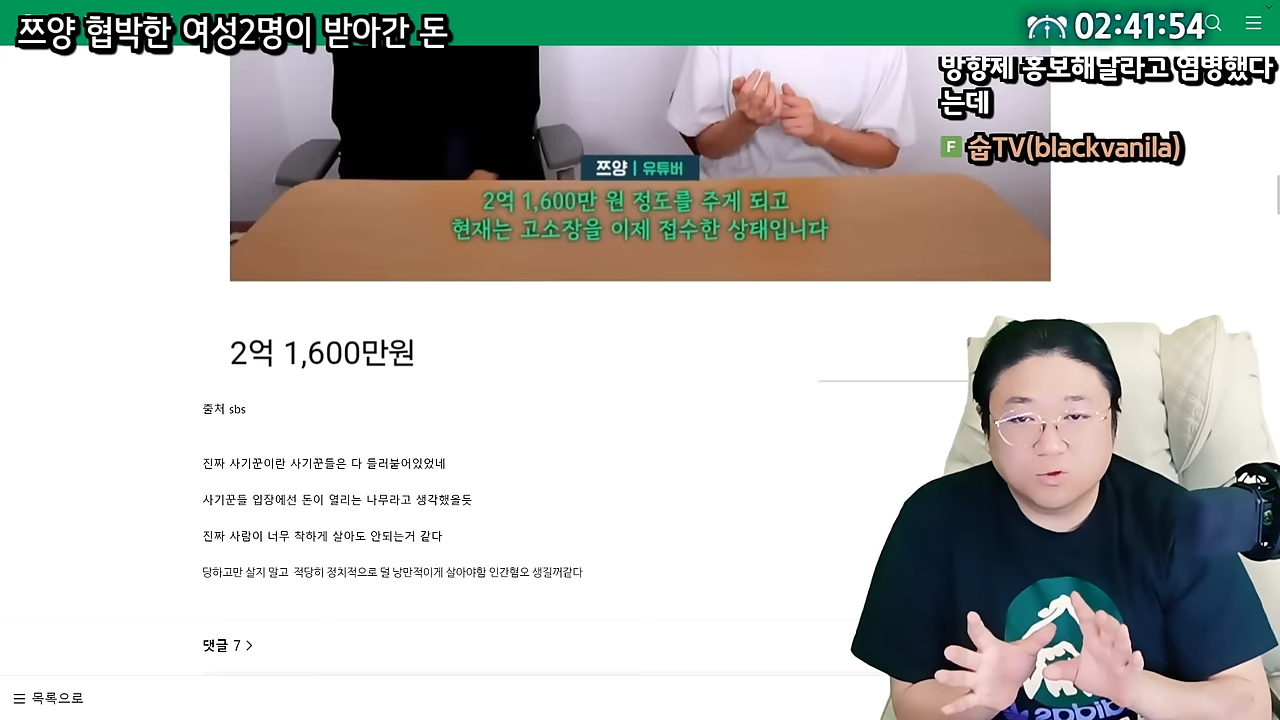 쯔양 협박한 여성2명이 받아간 돈
02:41:54
방향제 홍보해달라고 염병했다
는데
F 숩TV(blackvanila)
쯔양 | 유튜버
2억 1,600만 원 정도를 주게 되고
현재는 고소장을 이제 접수한 상태입니다
2억 1,600만원
출처 sbs
진짜 사기꾼이란 사기꾼들은 다 들러붙어있었네
사기꾼들 입장에선 돈이 열리는 나무라고 생각했을듯
진짜 사람이 너무 착하게 살아도 안되는거 같다
당하고만 살지 말고 적당히 정치적으로 덜 낭만적이게 살아야함 인간혐오 생길꺼같다
댓글 7 >
목록으로